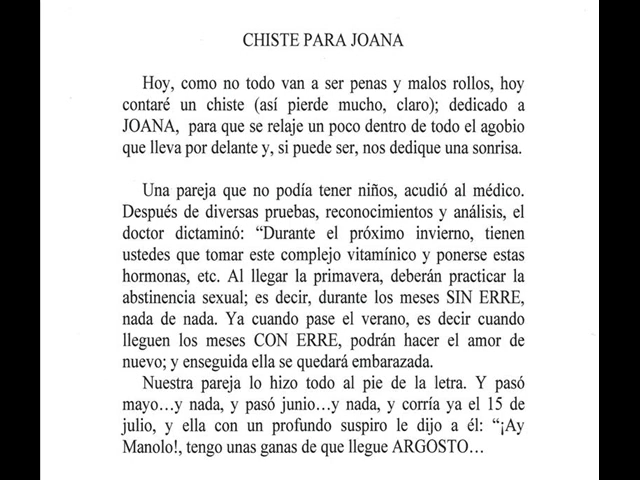 CHISTE PARA JOANA
Hoy, como no todo van a ser penas y malos rollos, hoy
contaré un chiste (así pierde mucho, claro); dedicado a
JOANA, para que se relaje un poco dentro de todo el agobio
que lleva por delante y, si puede ser, nos dedique una sonrisa.
Una pareja que no podía tener niños, acudió al médico.
Después de diversas pruebas, reconocimientos y análisis, el
doctor dictaminó: “Durante el próximo invierno, tienen
ustedes que tomar este complejo vitamínico y ponerse estas
hormonas, etc. Al llegar la primavera, deberán practicar la
abstinencia sexual; es decir, durante los meses SIN ERRE,
nada de nada. Ya cuando pase el verano, es decir cuando
lleguen los meses CON ERRE, podrán hacer el amor de
nuevo; y enseguida ella se quedará embarazada.
Nuestra pareja lo hizo todo al pie de la letra. Y pasó
mayo…y nada, y pasó junio…y nada, y corría ya el 15 de
julio, y ella con un profundo suspiro le dijo a él: “¡Ay
Manolo!, tengo unas ganas de que llegue ARGOSTO…